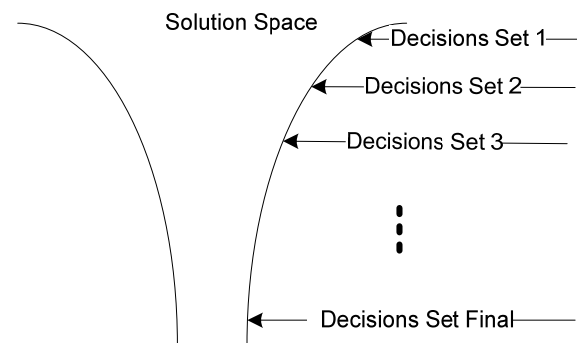 Solution Space
Decisions Set 1
Decisions Set 2
Decisions Set 3
Decisions Set Final